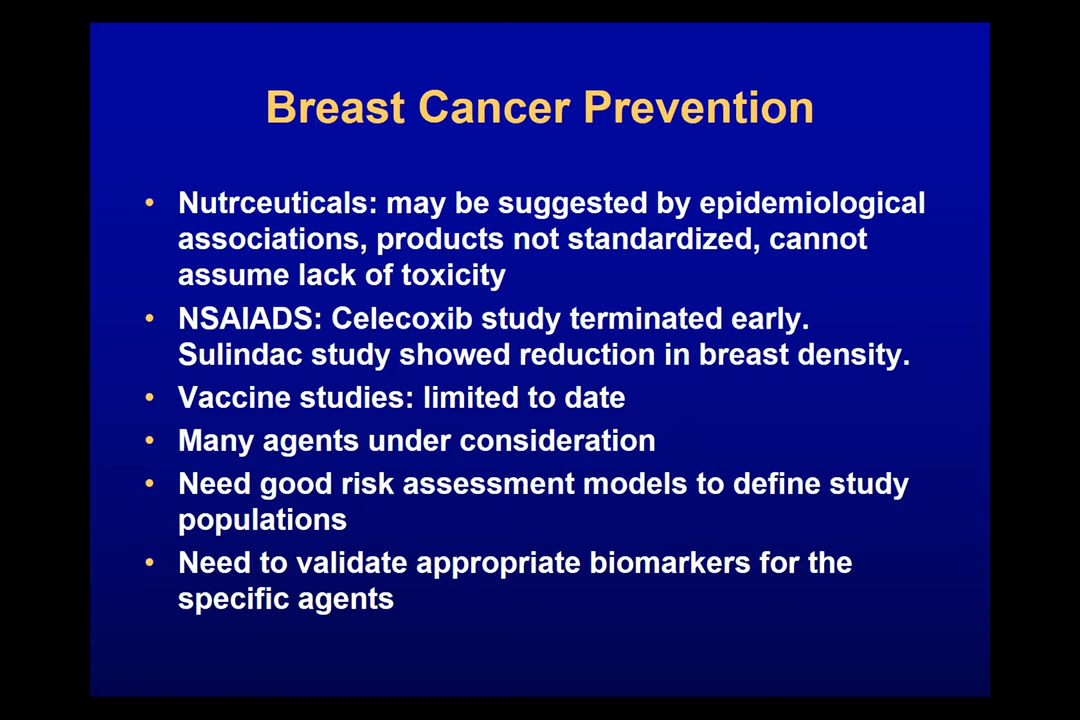 Breast Cancer Prevention
• Nutrceuticals: may be suggested by epidemiological
associations, products not standardized, cannot
assume lack of toxicity
• NSAIADS: Celecoxib study terminated early.
Sulindac study showed reduction in breast density.
• Vaccine studies: limited to date
• Many agents under consideration
• Need good risk assessment models to define study
populations
• Need to validate appropriate biomarkers for the
specific agents